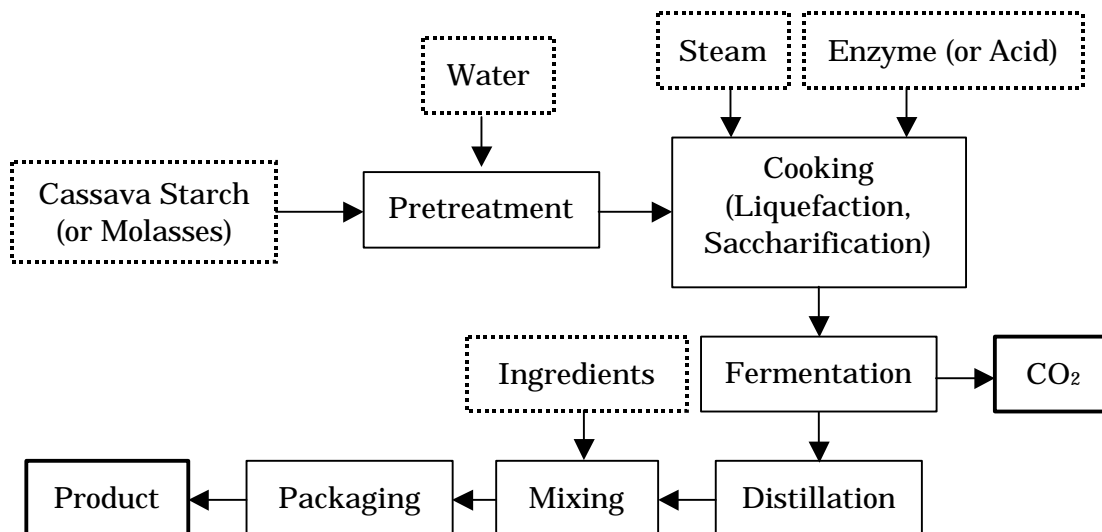 Steam
Enzyme (or Acid)
Water
Cassava Starch
(or Molasses)
Pretreatment
Cooking
(Liquefaction,
Saccharification)
Ingredients
Fermentation
CO₂
Product
Packaging
Mixing
Distillation